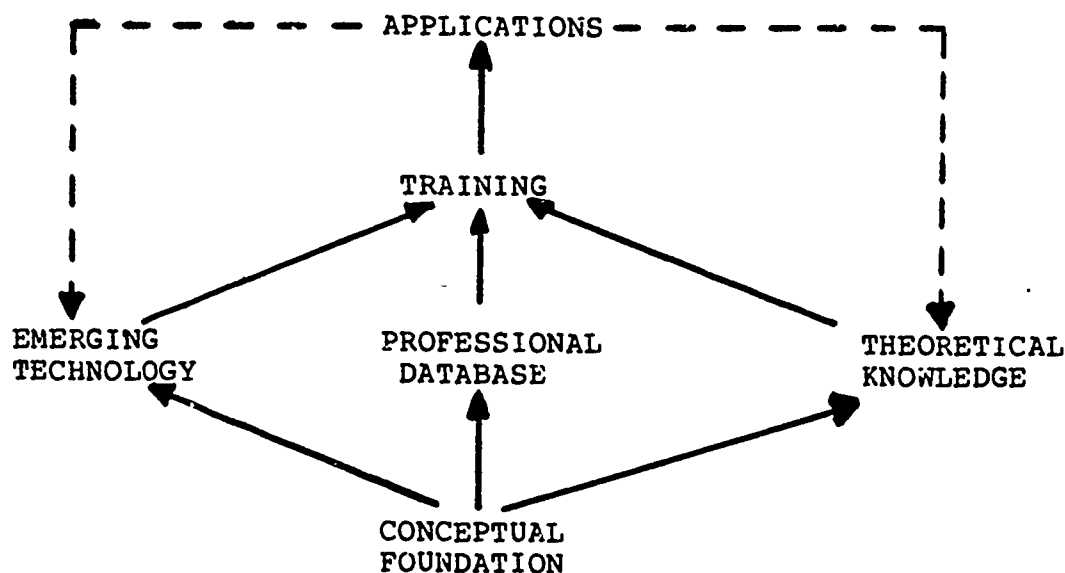 APPLICATIONS
TRAINING
EMERGING
TECHNOLOGY
PROFESSIONAL
DATABASE
THEORETICAL
KNOWLEDGE
CONCEPTUAL
FOUNDATION